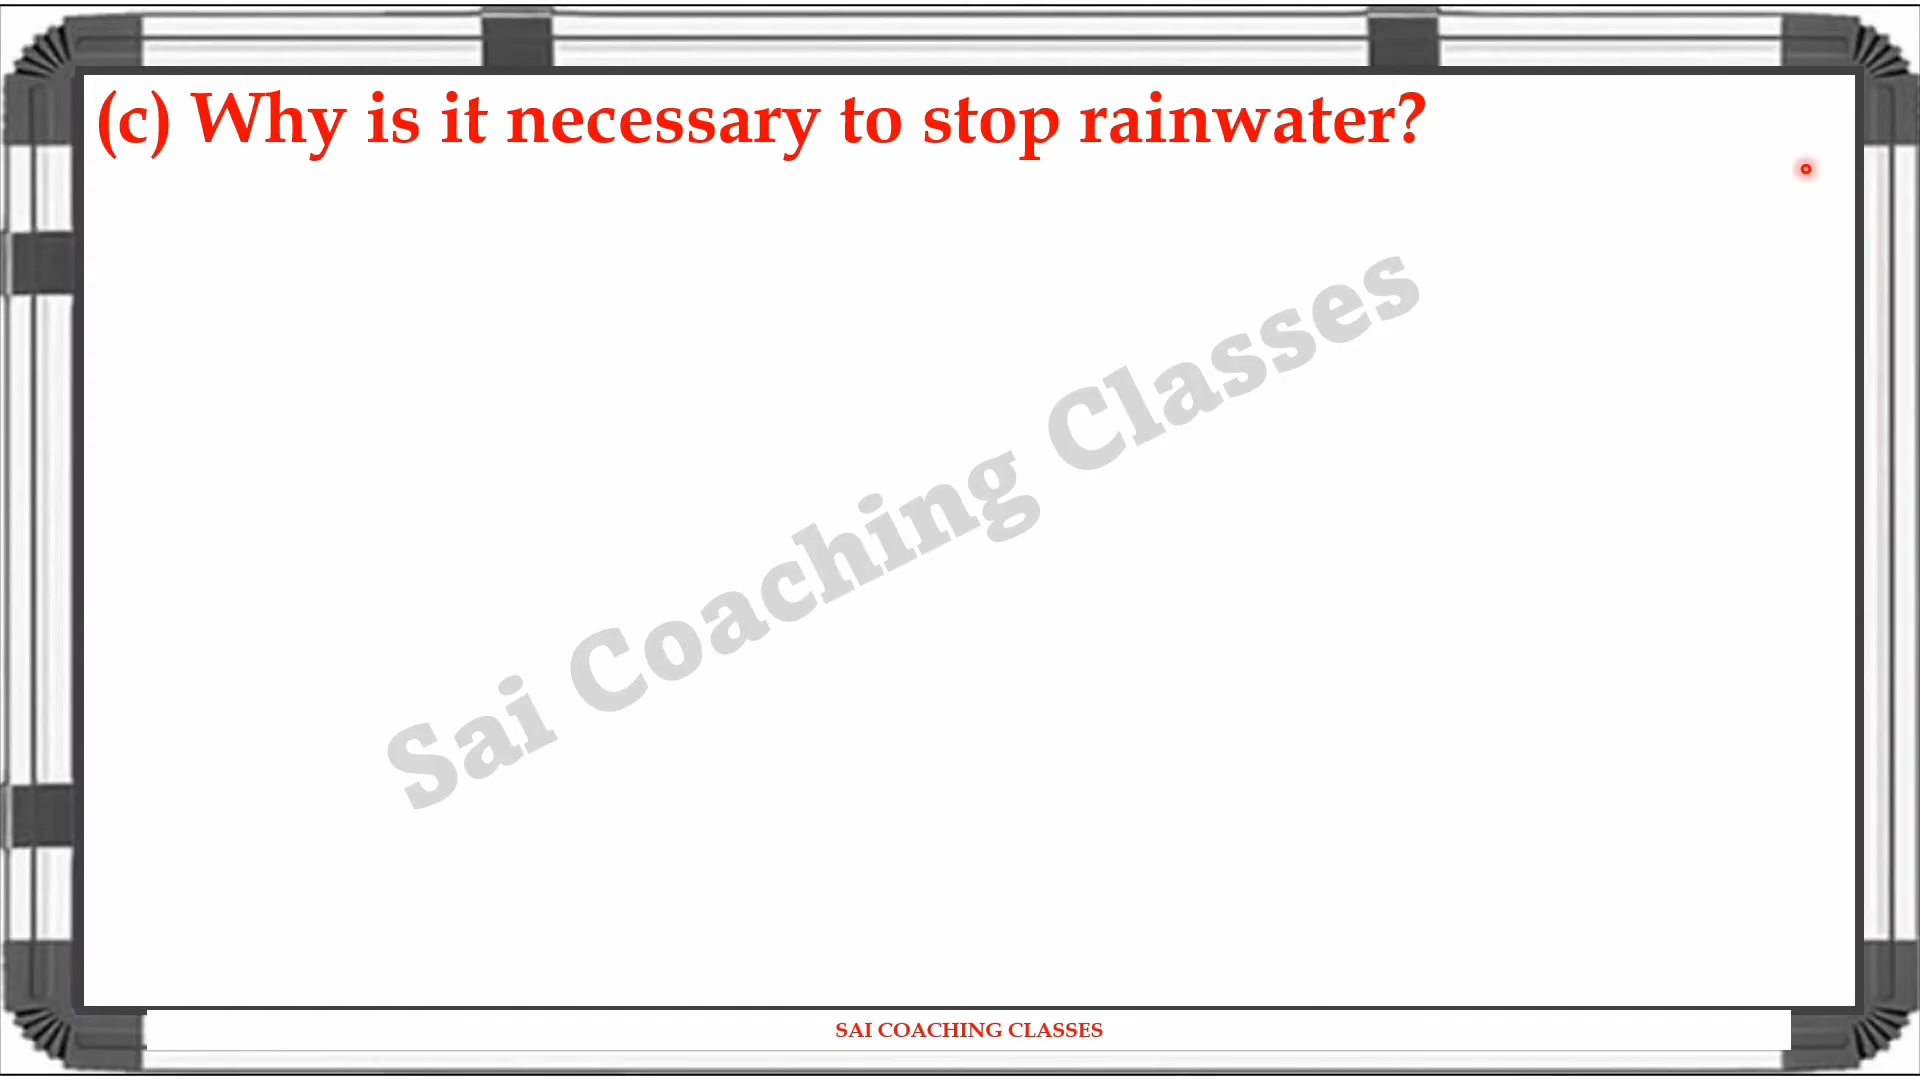 (c) Why is it necessary to stop rainwater?
Sai Coaching Classes
SAI COACHING CLASSES